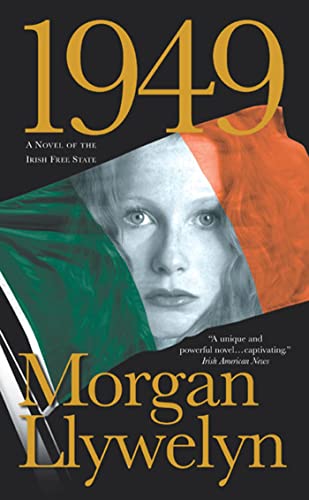 1949
A Novel of the
Irish Free State
“A unique and
powerful novel...captivating.”
Irish American News
Morgan
Llywelyn